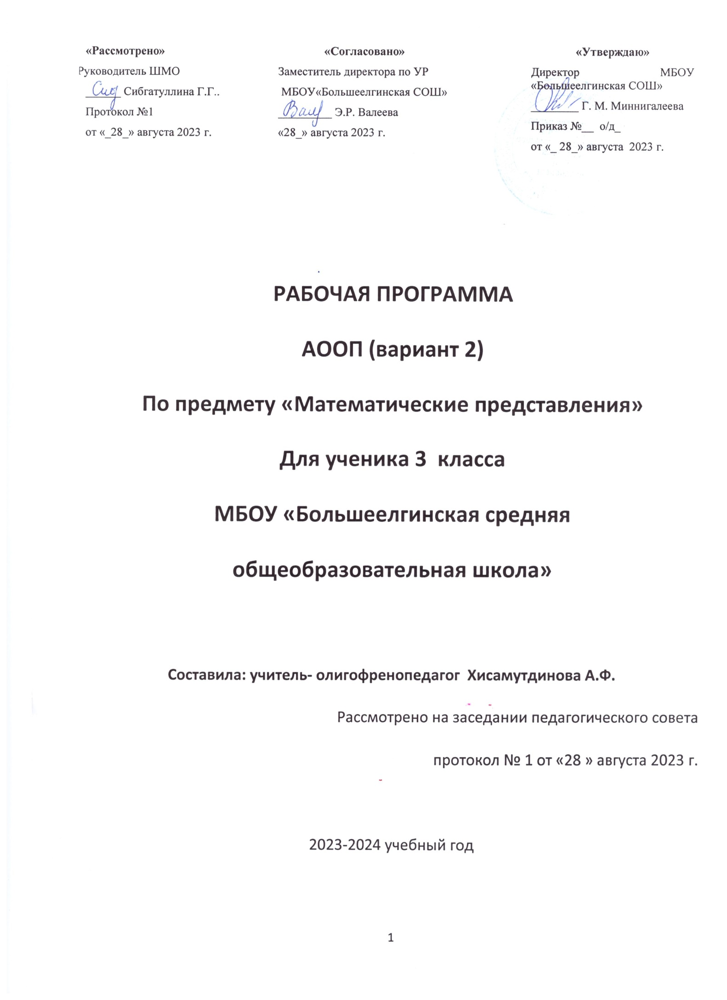 «Рассмотрено»
Руководитель ШМО
______ Сибгатуллина Г.Г..
Протокол №1
от «_28_» августа 2023 г.
«Согласовано»
Заместитель директора по УР
МБОУ«Большеелгинская СОШ»
_________ Э.Р. Валеева
«28_» августа 2023 г.
«Утверждаю»
Директор МБОУ
«Большеелгинская СОШ»
________ Г. М. Миннигалеева
Приказ №__ о/д_
от «_ 28_» августа 2023 г.
РАБОЧАЯ ПРОГРАММА
АООП (вариант 2)
По предмету «Математические представления»
Для ученика 3 класса
МБОУ «Большеелгинская средняя
общеобразовательная школа»
Составила: учитель- олигофренопедагог Хисамутдинова А.Ф.
Рассмотрено на заседании педагогического совета
протокол № 1 от «28 » августа 2023 г.
2023-2024 учебный год
1